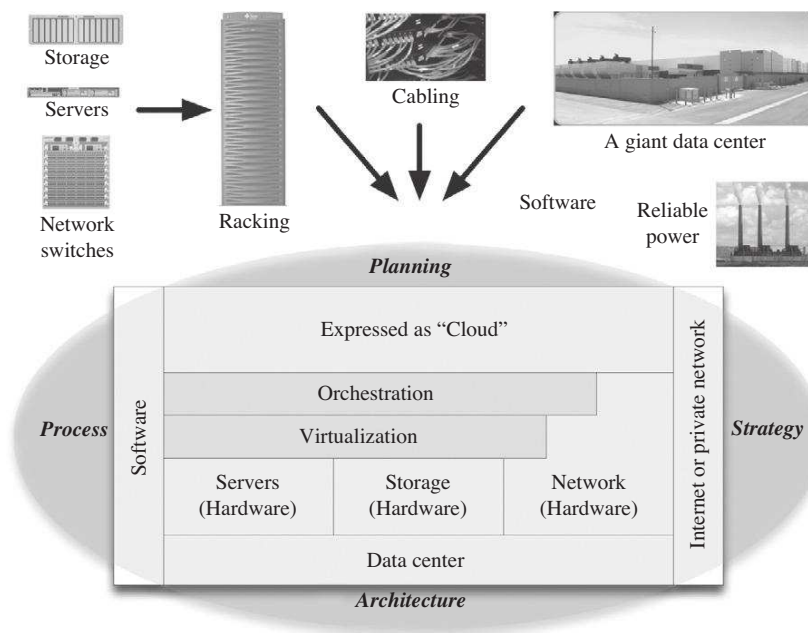 Storage
Servers
Network
switches
Racking
Cabling
A giant data center
Software
Reliable
power
Planning
Process
Strategy
Architecture
Software
Expressed as “Cloud”
Orchestration
Virtualization
Servers
(Hardware)
Storage
(Hardware)
Network
(Hardware)
Data center
Internet or private network